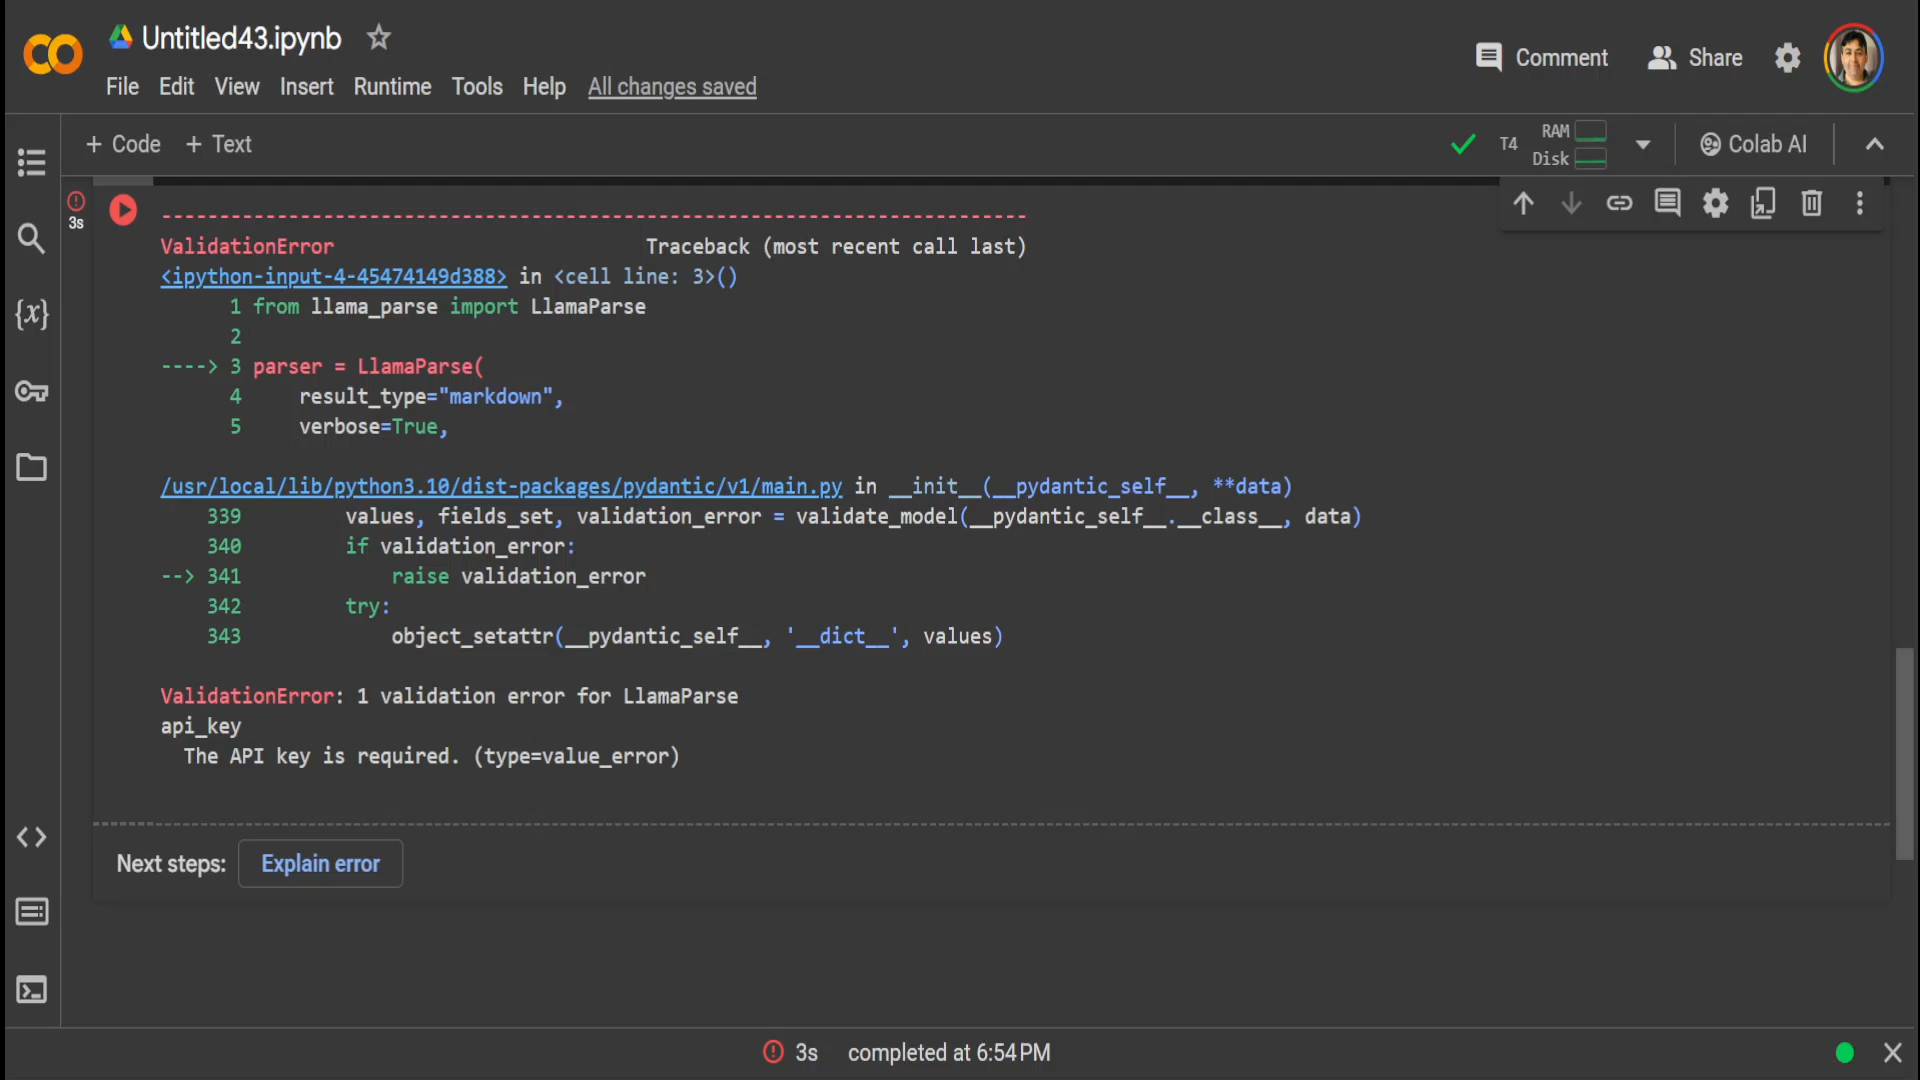 Untitled43.ipynb
File Edit View Insert Runtime Tools Help All changes saved
Comment Share
+ Code + Text
T4 RAM Disk Colab AI
3s
---------------------------------------------------------------------------
ValidationError                           Traceback (most recent call last)
<ipython-input-4-45474149d388> in <cell line: 3>()
      1 from llama_parse import LlamaParse
      2
----> 3 parser = LlamaParse(
      4     result_type="markdown",
      5     verbose=True,
/usr/local/lib/python3.10/dist-packages/pydantic/v1/main.py in __init__(__pydantic_self__, **data)
    339         values, fields_set, validation_error = validate_model(__pydantic_self__.__class__, data)
    340         if validation_error:
--> 341             raise validation_error
    342         try:
    343             object_setattr(__pydantic_self__, '__dict__', values)
ValidationError: 1 validation error for LlamaParse
api_key
  The API key is required. (type=value_error)
Next steps: Explain error
3s completed at 6:54 PM